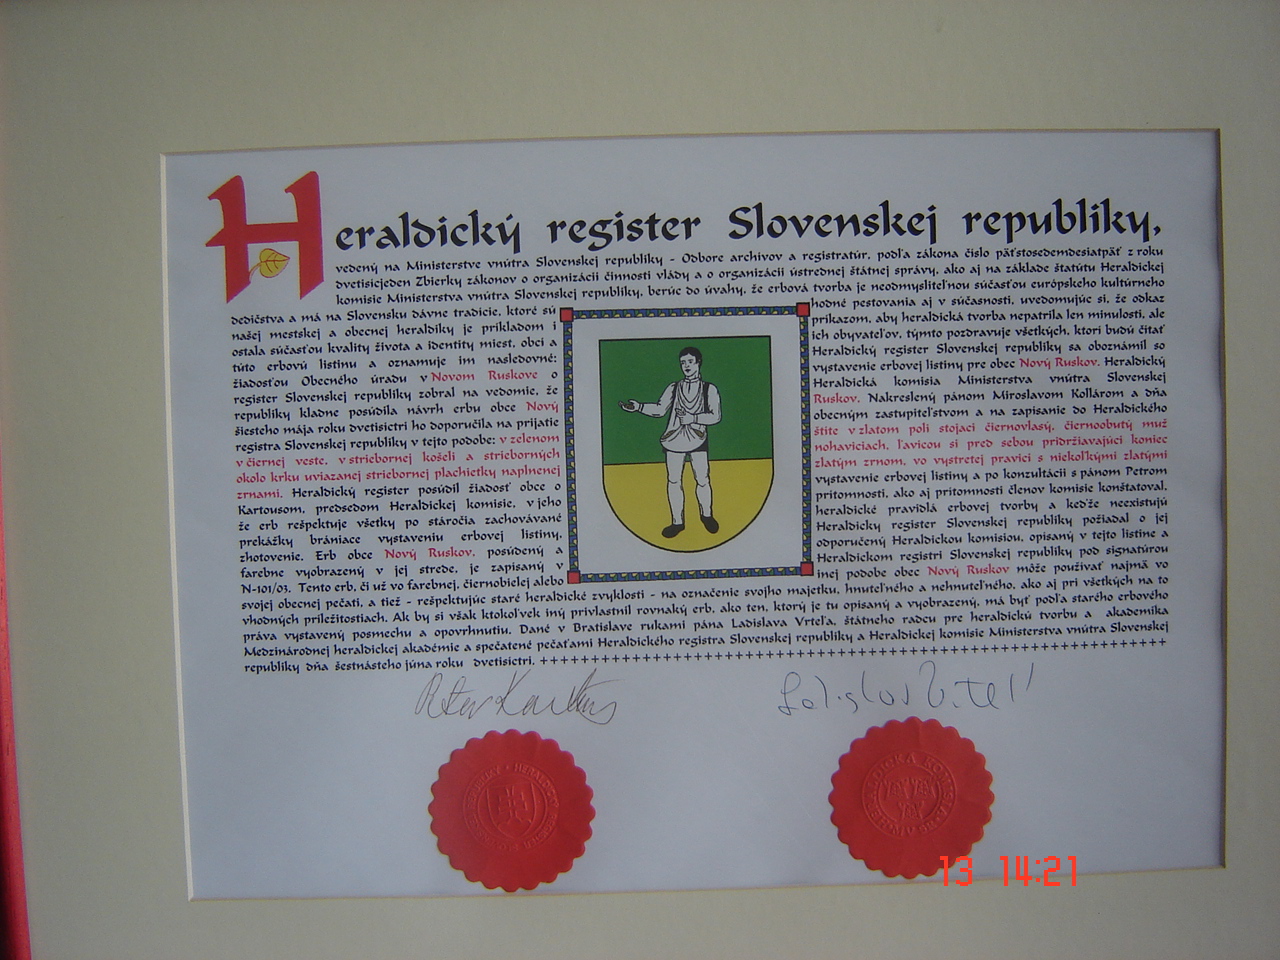 Heraldický register Slovenskej republiky,
vedený na Ministerstve vnútra Slovenskej republiky - Odbore archivov a registratúr, podľa zákona číslo päťstosedemdesiatpäť z roku
dvetisícjeden Zbierky zákonov o organizácii činnosti vlády a o organizácii ústrednej štátnej správy, ako aj na základe štatútu Heraldickej
komisie Ministerstva vnútra Slovenskej republiky, berúc do úvahy, že erbová tvorba je neodmysliteľnou súčasťou európskeho kultúrneho
dedičstva a má na Slovensku dávne tradície, ktoré sú hodné pestovania aj v súčasnosti, uvedomujúc si, že odkaz
našej mestskej a obecnej heraldiky je príkladom i príkazom, aby heraldická tvorba nepatrila len minulosti, ale
ostala súčasťou kvality života a identity miest, obcí a ich obyvateľov, týmto pozdravuje všetkých, ktorí budú čítať
túto erbovú listinu a oznamuje im nasledovné: Heraldický register Slovenskej republiky sa oboznámil so
žiadosťou Obecného úradu v Novom Ruskove o vystavenie erbovej listiny pre obec Nový Ruskov. Heraldický
register Slovenskej republiky zobral na vedomie, že Heraldická komisia Ministerstva vnútra Slovenskej
republiky kladne posúdila návrh erbu obce Nový Ruskov. Nakreslený pánom Miroslavom Kollárom a dňa
šiesteho mája roku dvetisíctri ho doporučila na prijatie obecným zastupiteľstvom a na zapísanie do Heraldického
registra Slovenskej republiky v tejto podobe: v zelenom štíte v zlatom poli stojaci čiernovlasý, čiernoobutý muž
v čiernej veste, v striebornej košeli a strieborných nohaviciach, ľavicou si pred sebou pridržiavajúci koniec
okolo krku uviazanej striebornej plachietky naplnenej zlatým zrnom, vo vystretej pravici s niekoľkými zlatými
zrnami. Heraldický register posúdil žiadosť obce o vystavenie erbovej listiny a po konzultácii s pánom Petrom
Kartousom, predsedom Heraldickej komisie, v jeho prítomnosti, ako aj prítomnosti členov komisie konštatoval,
že erb rešpektuje všetky po stáročia zachovávané heraldické pravidlá erbovej tvorby a keďže neexistujú
prekážky brániace vystaveniu erbovej listiny, Heraldický register Slovenskej republiky požiadal o jej
zhotovenie. Erb obce Nový Ruskov, posúdený a odporučený Heraldickou komisiou, opísaný v tejto listine a
farebne vyobrazený v jej strede, je zapísaný v Heraldickom registri Slovenskej republiky pod signatúrou
N-101/03. Tento erb, či už vo farebnej, čiernobielej alebo inej podobe obec Nový Ruskov môže používať najmä vo
svojej obecnej pečati, a tiež - rešpektujúc staré heraldické zvyklosti - na označenie svojho majetku, hnuteľného a nehnuteľného, ako aj pri všetkých na to
vhodných príležitostiach. Ak by si však ktokoľvek iný privlastnil rovnaký erb, ako ten, ktorý je tu opísaný a vyobrazený, má byť podľa starého erbového
práva vystavený posmechu a opovrhnutiu. Dané v Bratislave rukami pána Ladislava Vrteľa, štátneho radcu pre heraldickú tvorbu a akademika
Medzinárodnej heraldickej akadémie a spečatené pečaťami Heraldického registra Slovenskej republiky a Heraldickej komisie Ministerstva vnútra Slovenskej
republiky dňa šestnásteho júna roku dvetisíctri. ++++++++++++++++++++++++++++++++++++++++++++++++++++++++++++
13 14:21